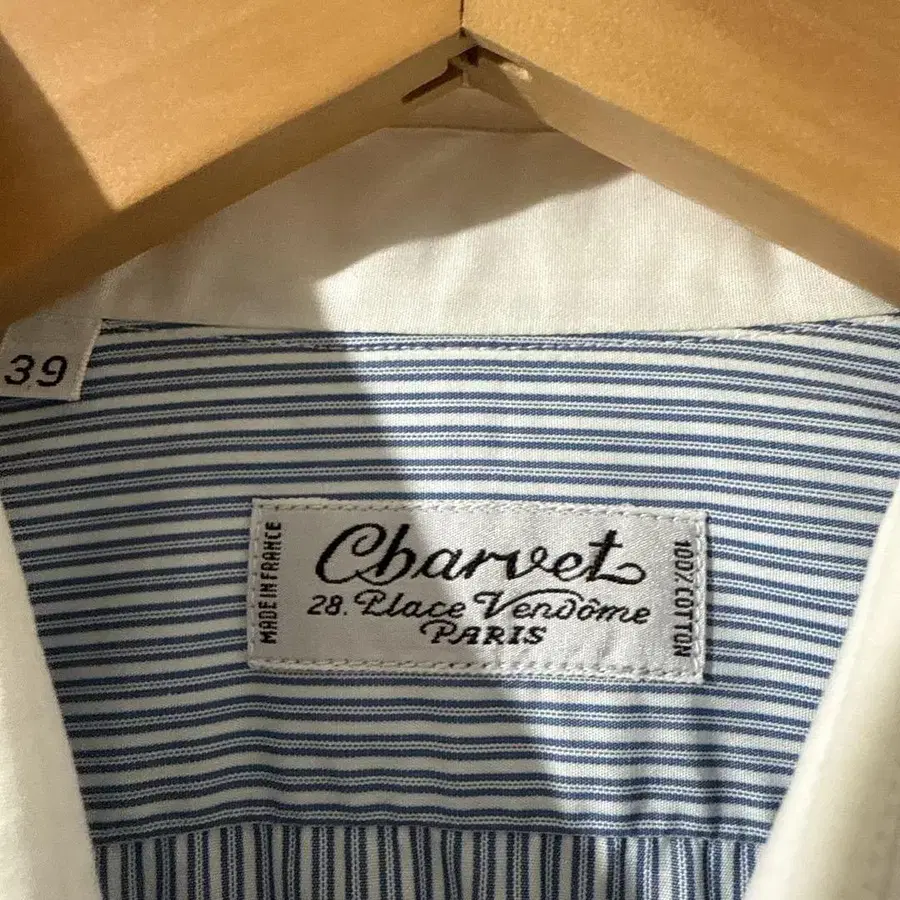 39
MADE IN FRANCE
Charvet
28. Place Vendôme
PARIS
100% COTTON